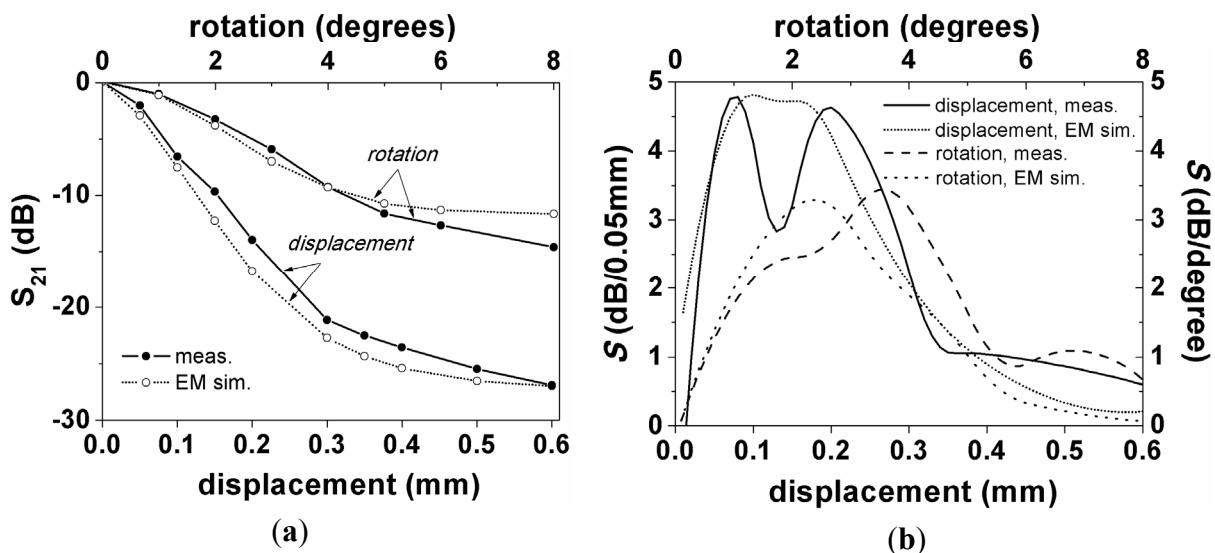 rotation (degrees)
0 2 4 6 8
0
-10
-20
-30
S21 (dB)
rotation
displacement
meas.
EM sim.
0.0 0.1 0.2 0.3 0.4 0.5 0.6
displacement (mm)
(a)
rotation (degrees)
0 2 4 6 8
5
4
3
2
1
0
S (dB/0.05mm)
displacement, meas.
displacement, EM sim.
rotation, meas.
rotation, EM sim.
5
4
3
2
1
0
S (dB/degree)
0.0 0.1 0.2 0.3 0.4 0.5 0.6
displacement (mm)
(b)